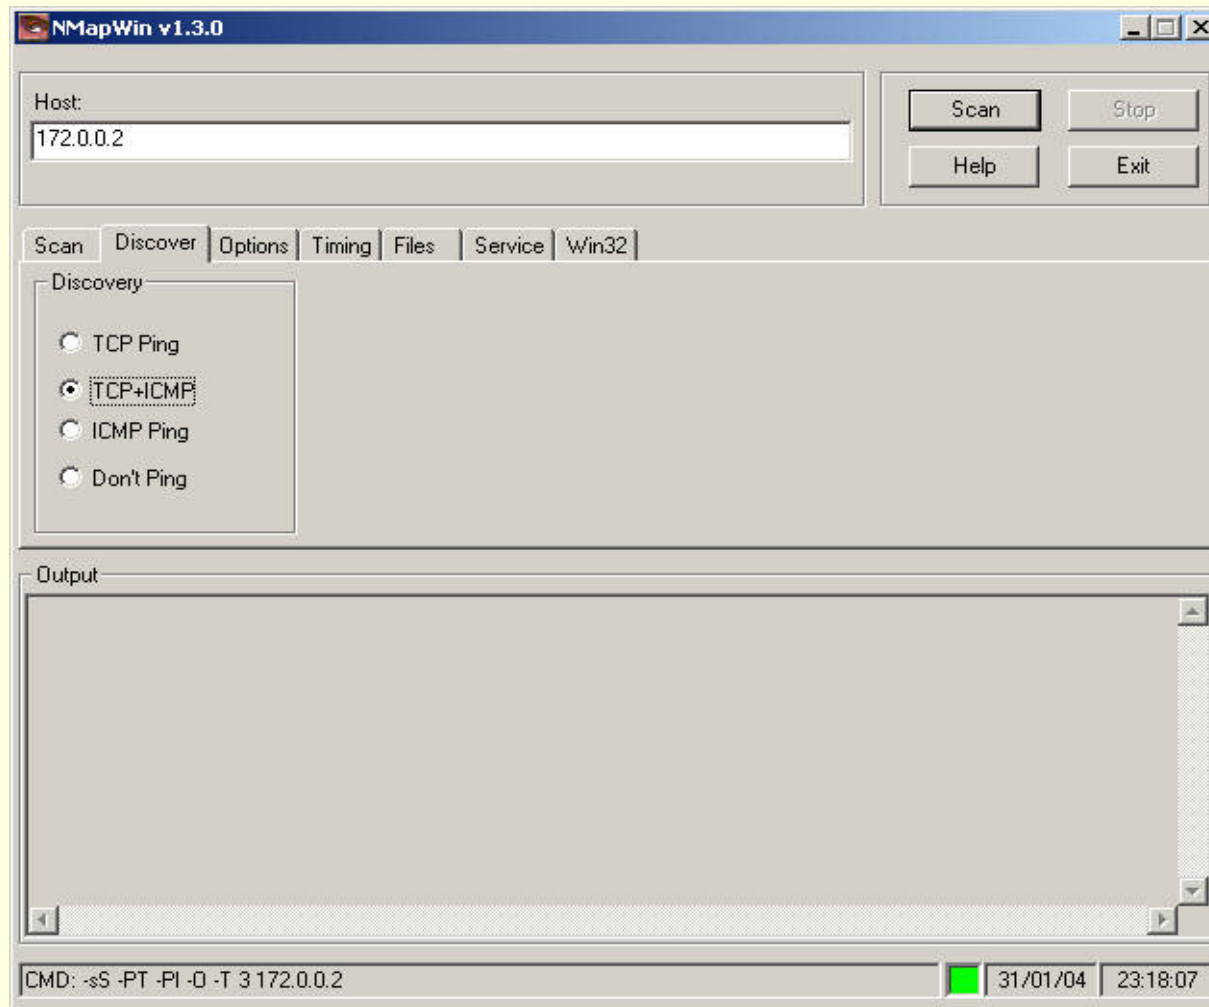 NMapWin v1.3.0
Host:
172.0.0.2
Scan
Stop
Help
Exit
Scan
Discover
Options
Timing
Files
Service
Win32
Discovery
TCP Ping
TCP+ICMP
ICMP Ping
Don't Ping
Output
CMD: -sS -PT -PI -O -T 3 172.0.0.2
31/01/04
23:18:07